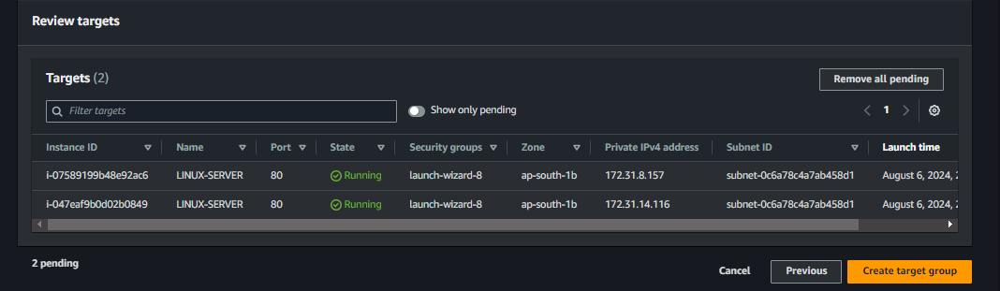 Review targets
Targets (2)
Remove all pending
Filter targets
Show only pending
1
Instance ID Name Port State Security groups Zone Private IPv4 address Subnet ID Launch time
i-07589199b48e92ac6 LINUX-SERVER 80 Running launch-wizard-8 ap-south-1b 172.31.8.157 subnet-0c6a78c4a7ab458d1 August 6, 2024, 2
i-047eaf9b0d02b0849 LINUX-SERVER 80 Running launch-wizard-8 ap-south-1b 172.31.14.116 subnet-0c6a78c4a7ab458d1 August 6, 2024, 2
2 pending
Cancel
Previous
Create target group